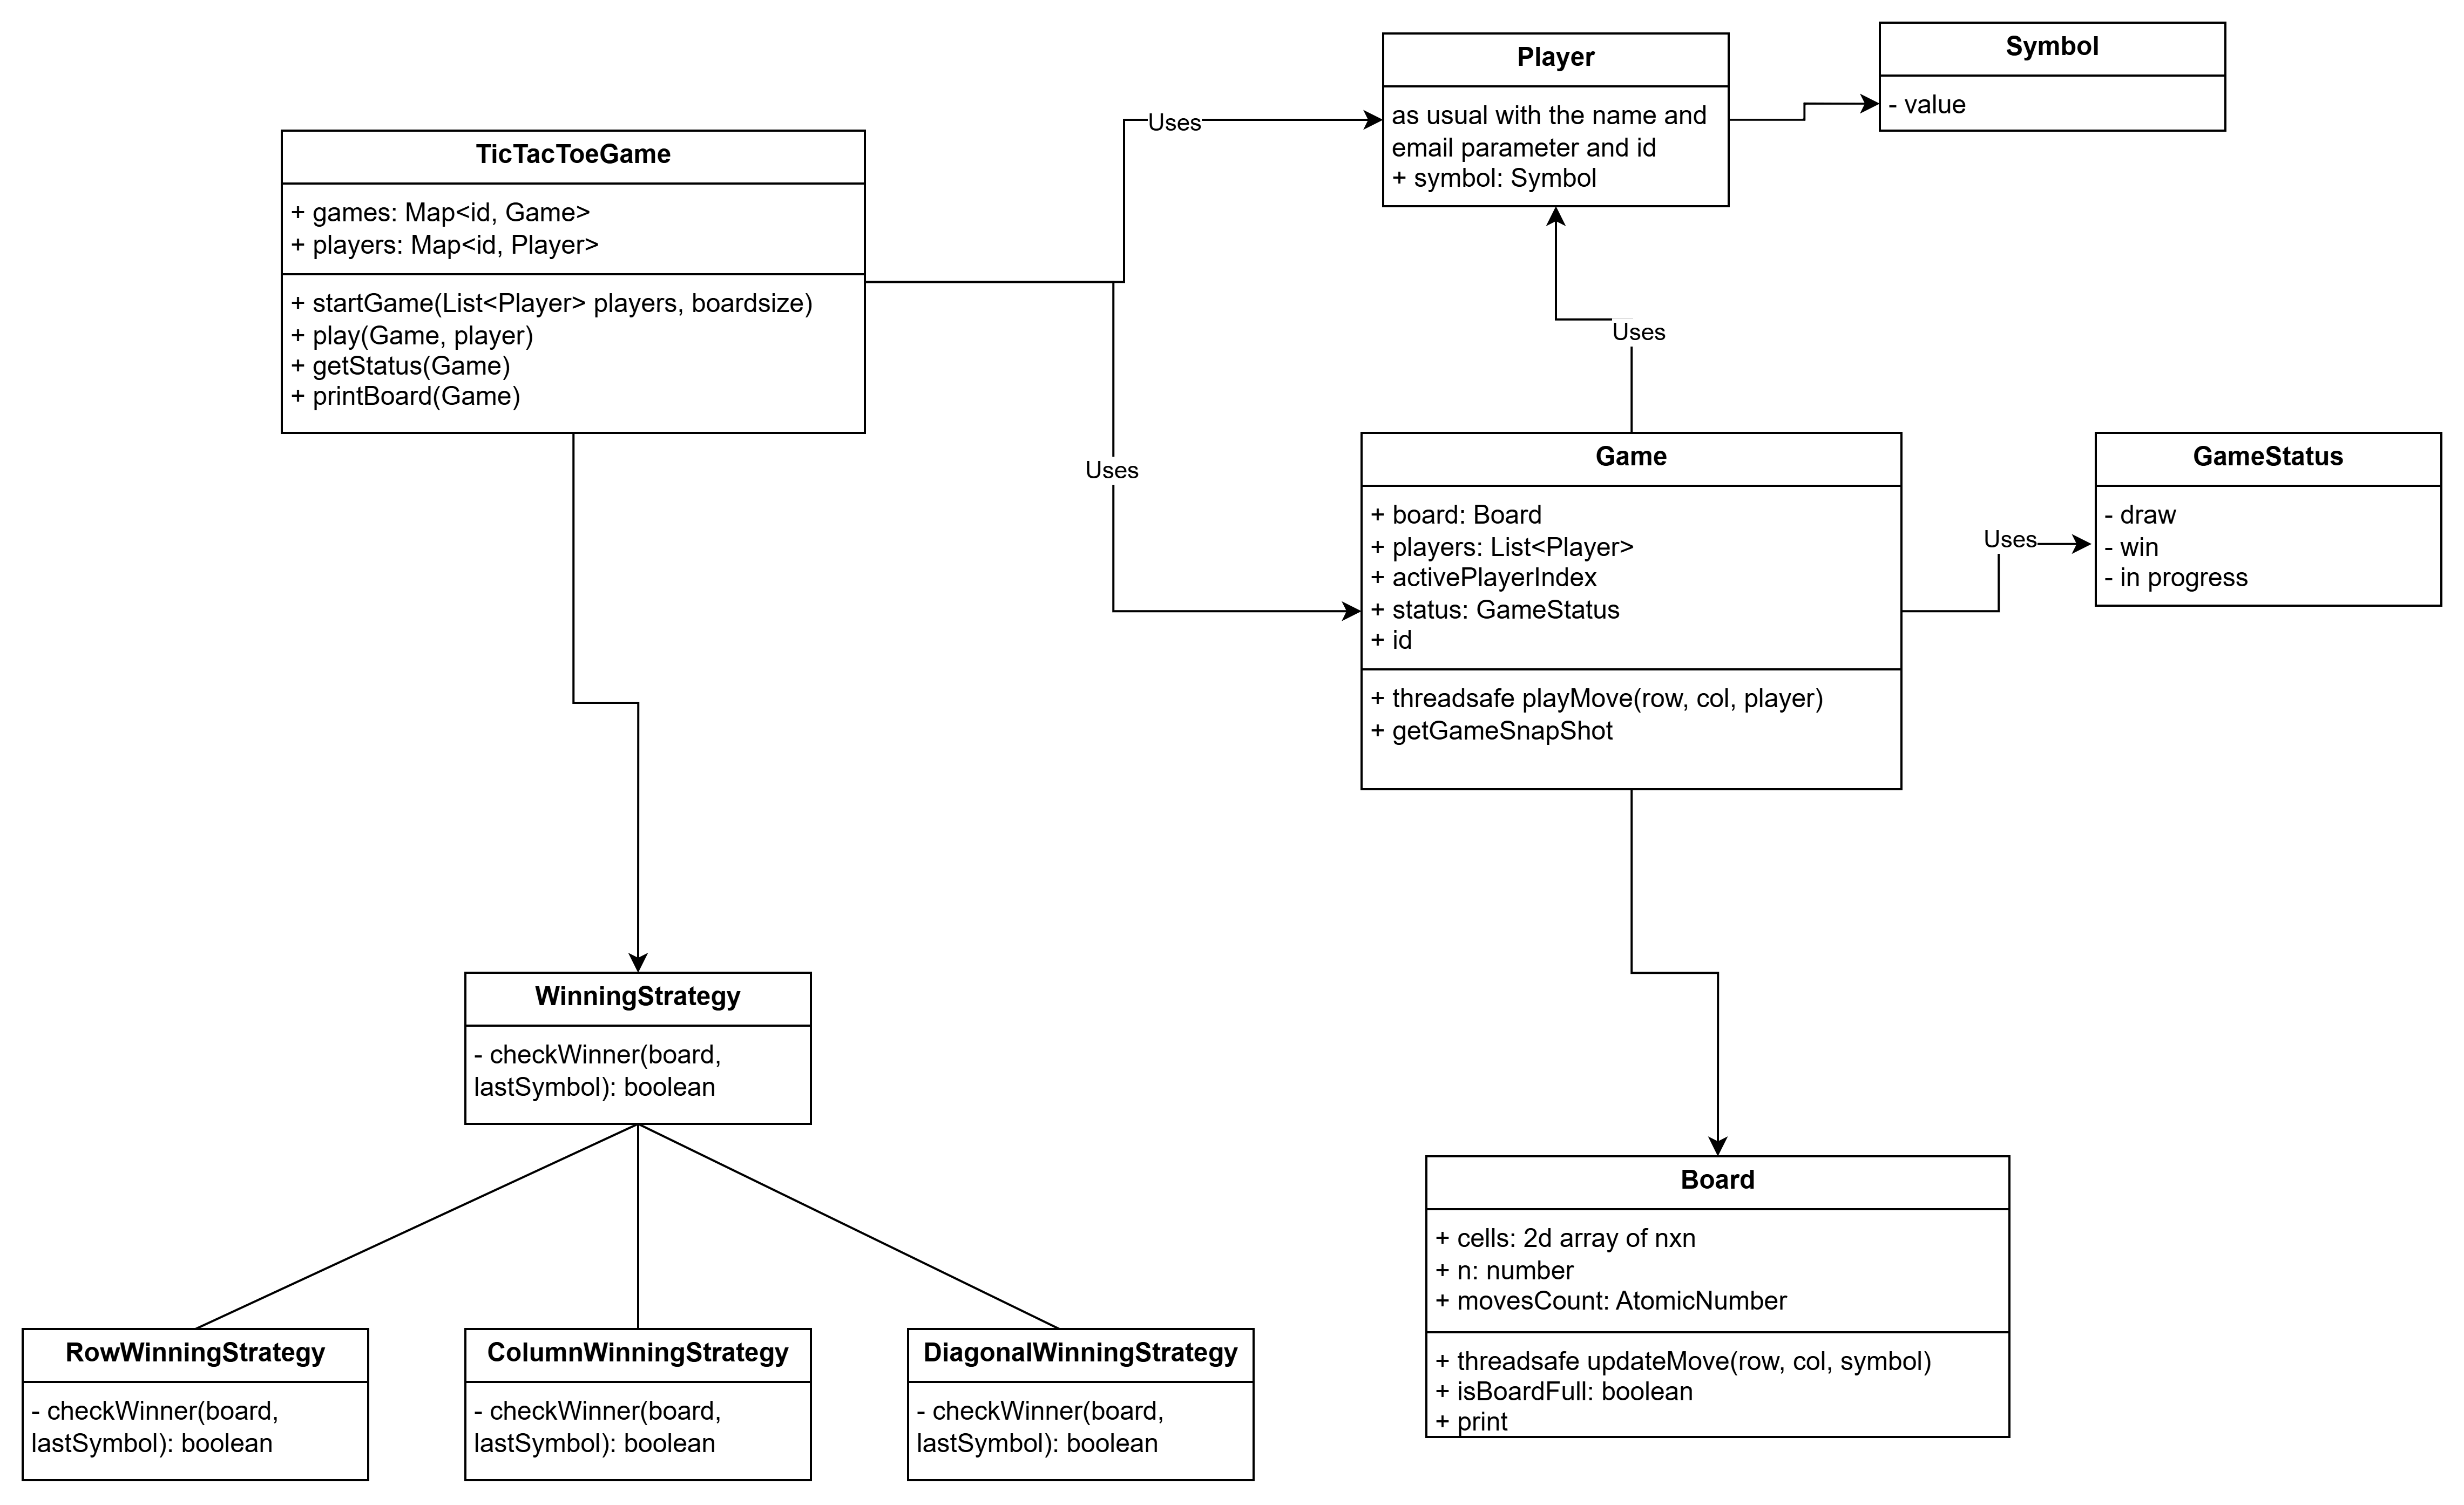 TicTacToeGame
+ games: Map<id, Game>
+ players: Map<id, Player>
+ startGame(List<Player> players, boardsize)
+ play(Game, player)
+ getStatus(Game)
+ printBoard(Game)
Uses
Player
as usual with the name and
email parameter and id
+ symbol: Symbol
Symbol
- value
Uses
Uses
Game
+ board: Board
+ players: List<Player>
+ activePlayerIndex
+ status: GameStatus
+ id
+ threadsafe playMove(row, col, player)
+ getGameSnapShot
Uses
GameStatus
- draw
- win
- in progress
WinningStrategy
- checkWinner(board,
lastSymbol): boolean
RowWinningStrategy
- checkWinner(board,
lastSymbol): boolean
ColumnWinningStrategy
- checkWinner(board,
lastSymbol): boolean
DiagonalWinningStrategy
- checkWinner(board,
lastSymbol): boolean
Board
+ cells: 2d array of nxn
+ n: number
+ movesCount: AtomicNumber
+ threadsafe updateMove(row, col, symbol)
+ isBoardFull: boolean
+ print